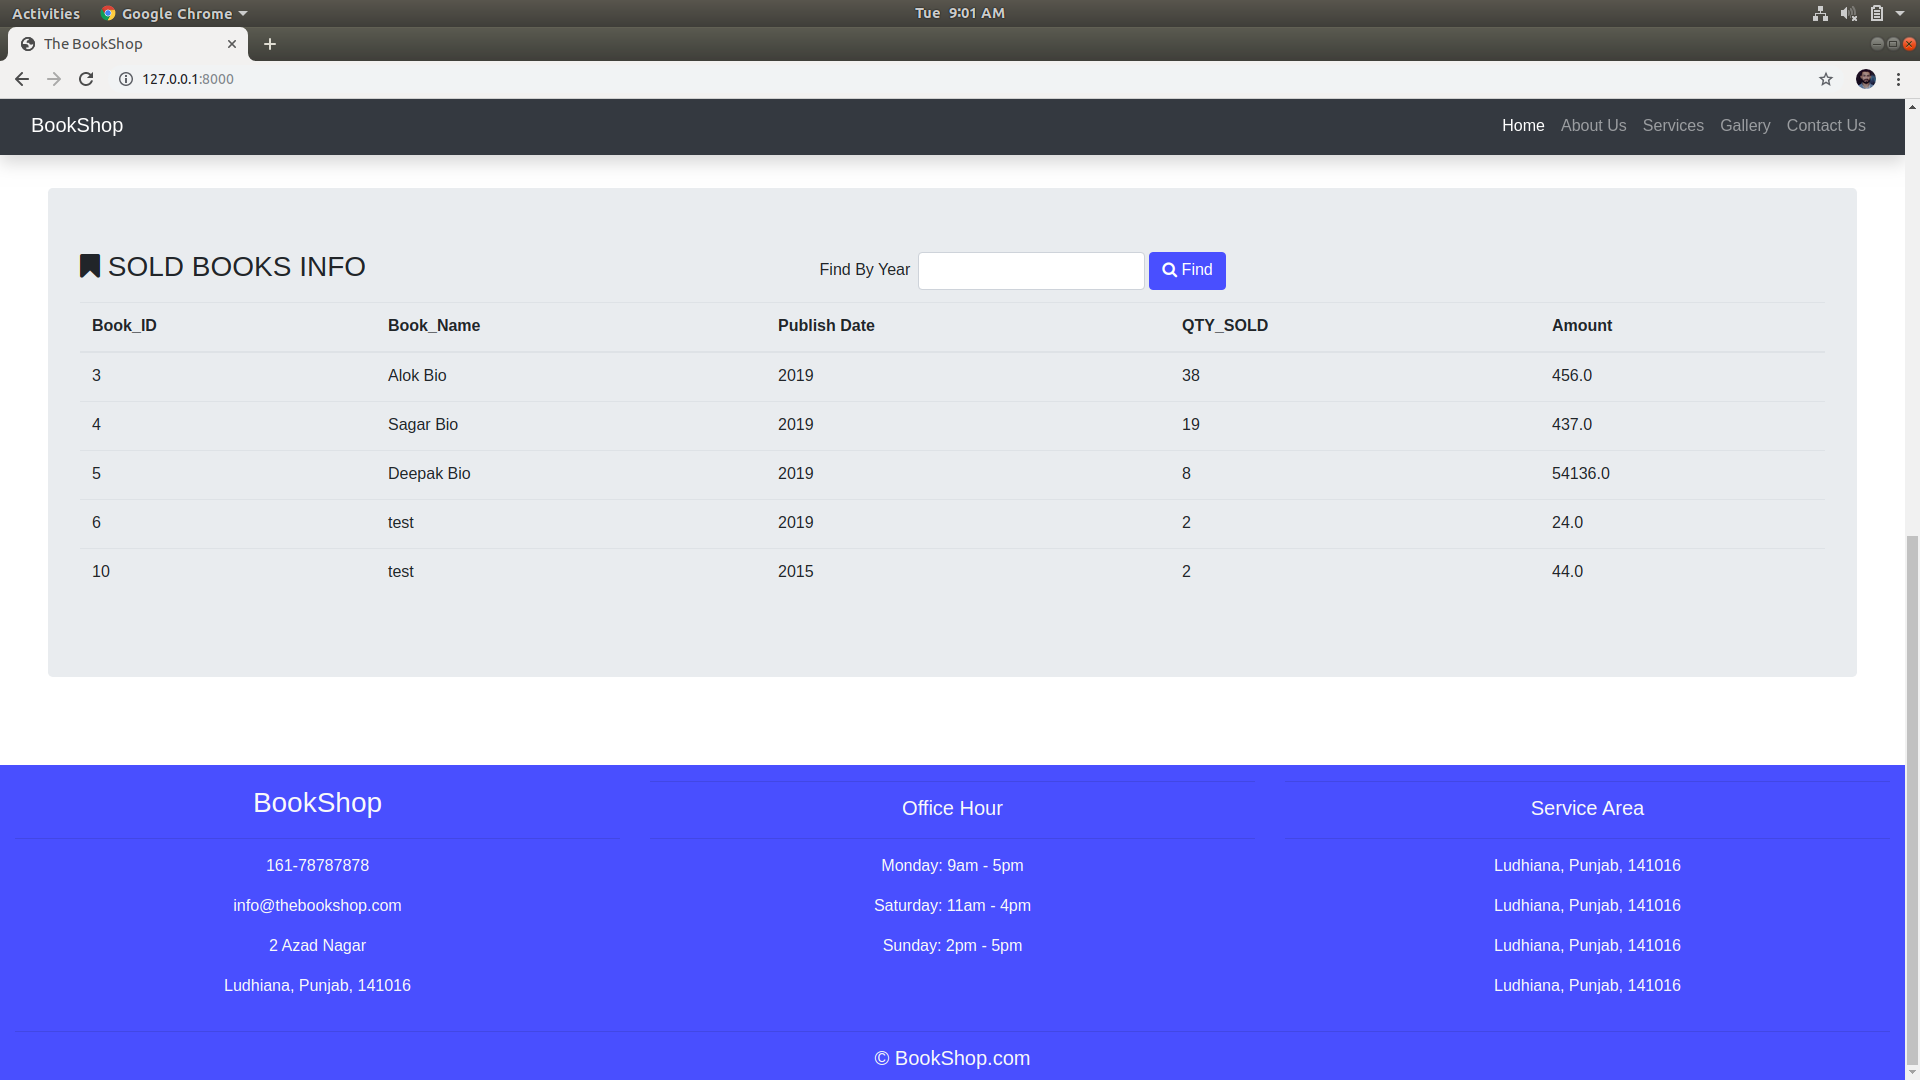 Activities Google Chrome Tue 9:01 AM
The BookShop
127.0.0.1:8000
BookShop Home About Us Services Gallery Contact Us
SOLD BOOKS INFO Find By Year Find
Book_ID Book_Name Publish Date QTY_SOLD Amount
3 Alok Bio 2019 38 456.0
4 Sagar Bio 2019 19 437.0
5 Deepak Bio 2019 8 54136.0
6 test 2019 2 24.0
10 test 2015 2 44.0
BookShop
161-78787878
info@thebookshop.com
2 Azad Nagar
Ludhiana, Punjab, 141016
Office Hour
Monday: 9am - 5pm
Saturday: 11am - 4pm
Sunday: 2pm - 5pm
Service Area
Ludhiana, Punjab, 141016
Ludhiana, Punjab, 141016
Ludhiana, Punjab, 141016
Ludhiana, Punjab, 141016
© BookShop.com